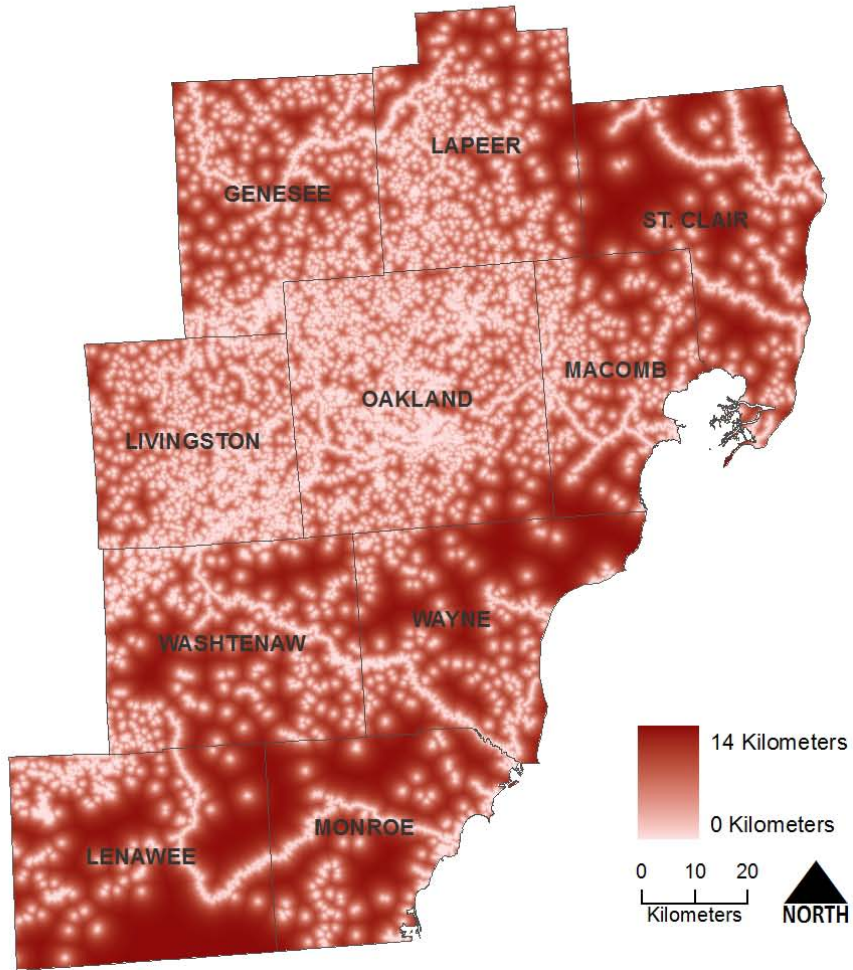 LAPEER
GENESEE
ST. CLAIR
MACOMB
OAKLAND
LIVINGSTON
WAYNE
WASHTENAW
14 Kilometers
0 Kilometers
MONROE
LENAWEE
0 10 20
Kilometers
NORTH